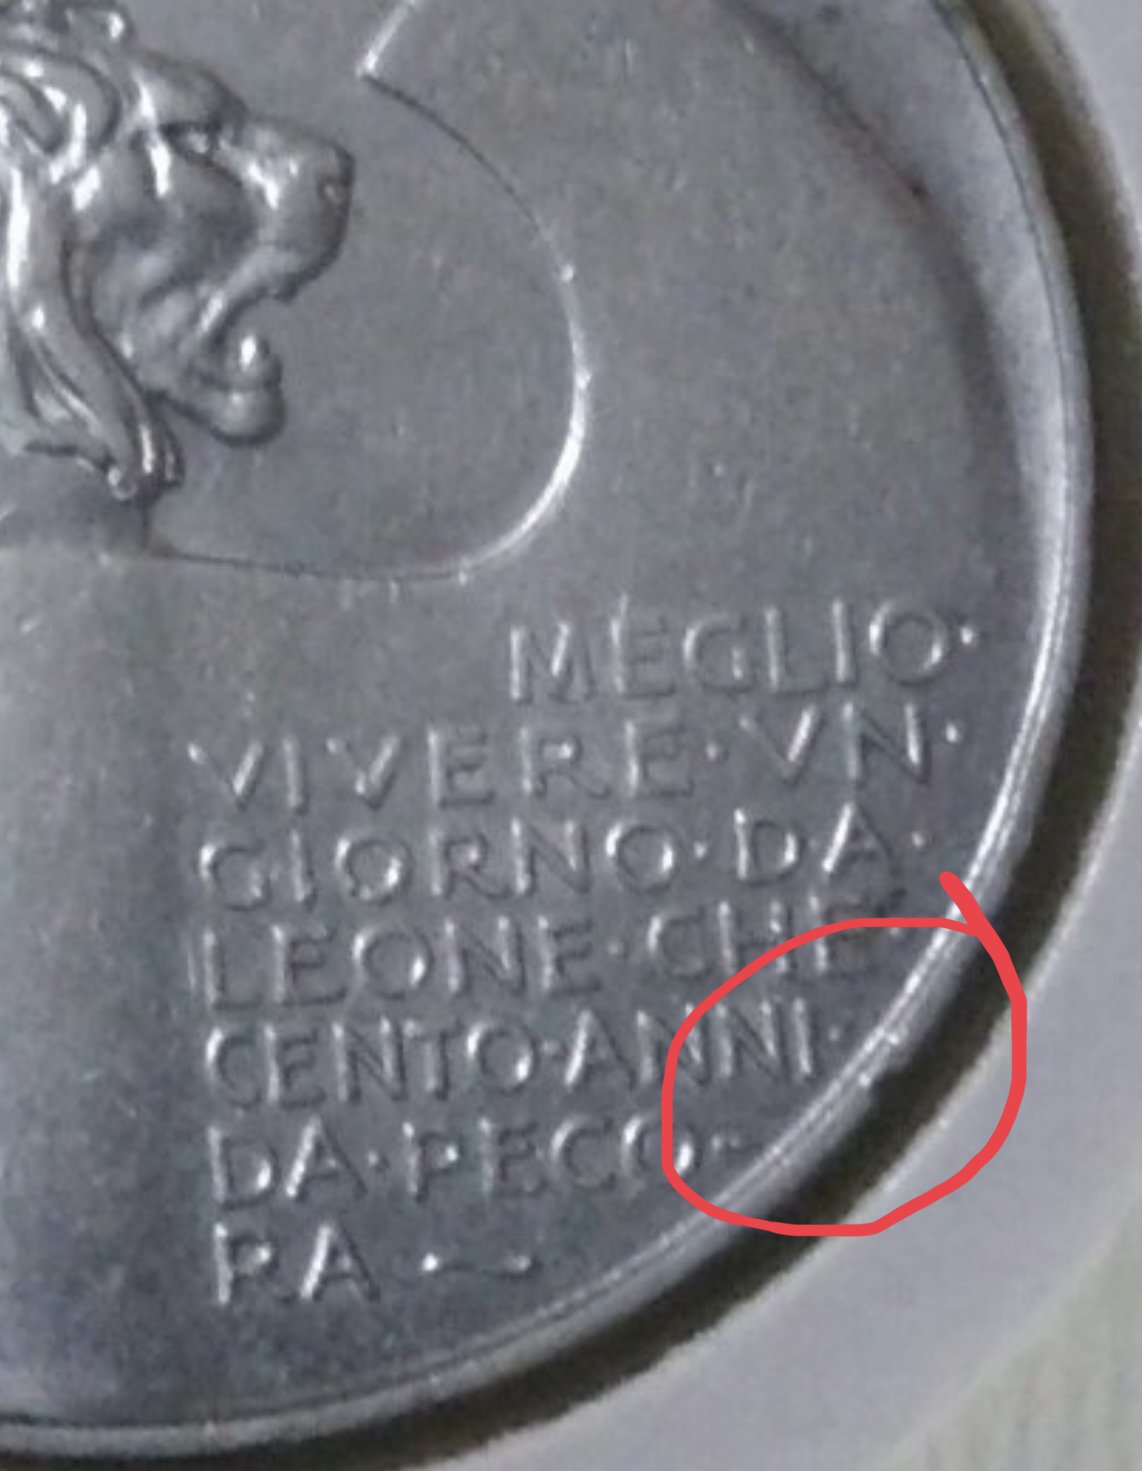 MEGLIO·
VIVERE·VN·
GIORNO·DA·
LEONE·CHE·
CENTO·ANNI·
DA·PECO-
RA